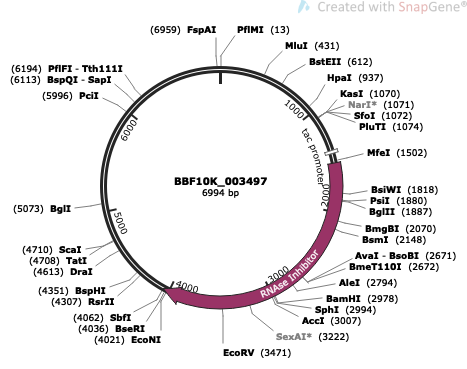 Created with SnapGene®
(6959) FspAI
PflMI (13)
MluI (431)
BstEII (612)
HpaI (937)
KasI (1070)
NarI* (1071)
SfoI (1072)
PluTI (1074)
MfeI (1502)
BsiWI (1818)
PsiI (1880)
BglII (1887)
BmgBI (2070)
BsmI (2148)
AvaI - BsoBI (2671)
BmeT110I (2672)
AleI (2794)
BamHI (2978)
SphI (2994)
AccI (3007)
SexAI* (3222)
EcoRV (3471)
(4021) EcoNI
(4036) BseRI
(4062) SbfI
(4307) RsrII
(4351) BspHI
(4613) DraI
(4708) TatI
(4710) ScaI
(5073) BglI
(5996) PciI
(6113) BspQI - SapI
(6194) PflFI - Tth111I
1000
2000
3000
4000
5000
6000
tac promoter
RNAse Inhibitor
BBF10K_003497
6994 bp